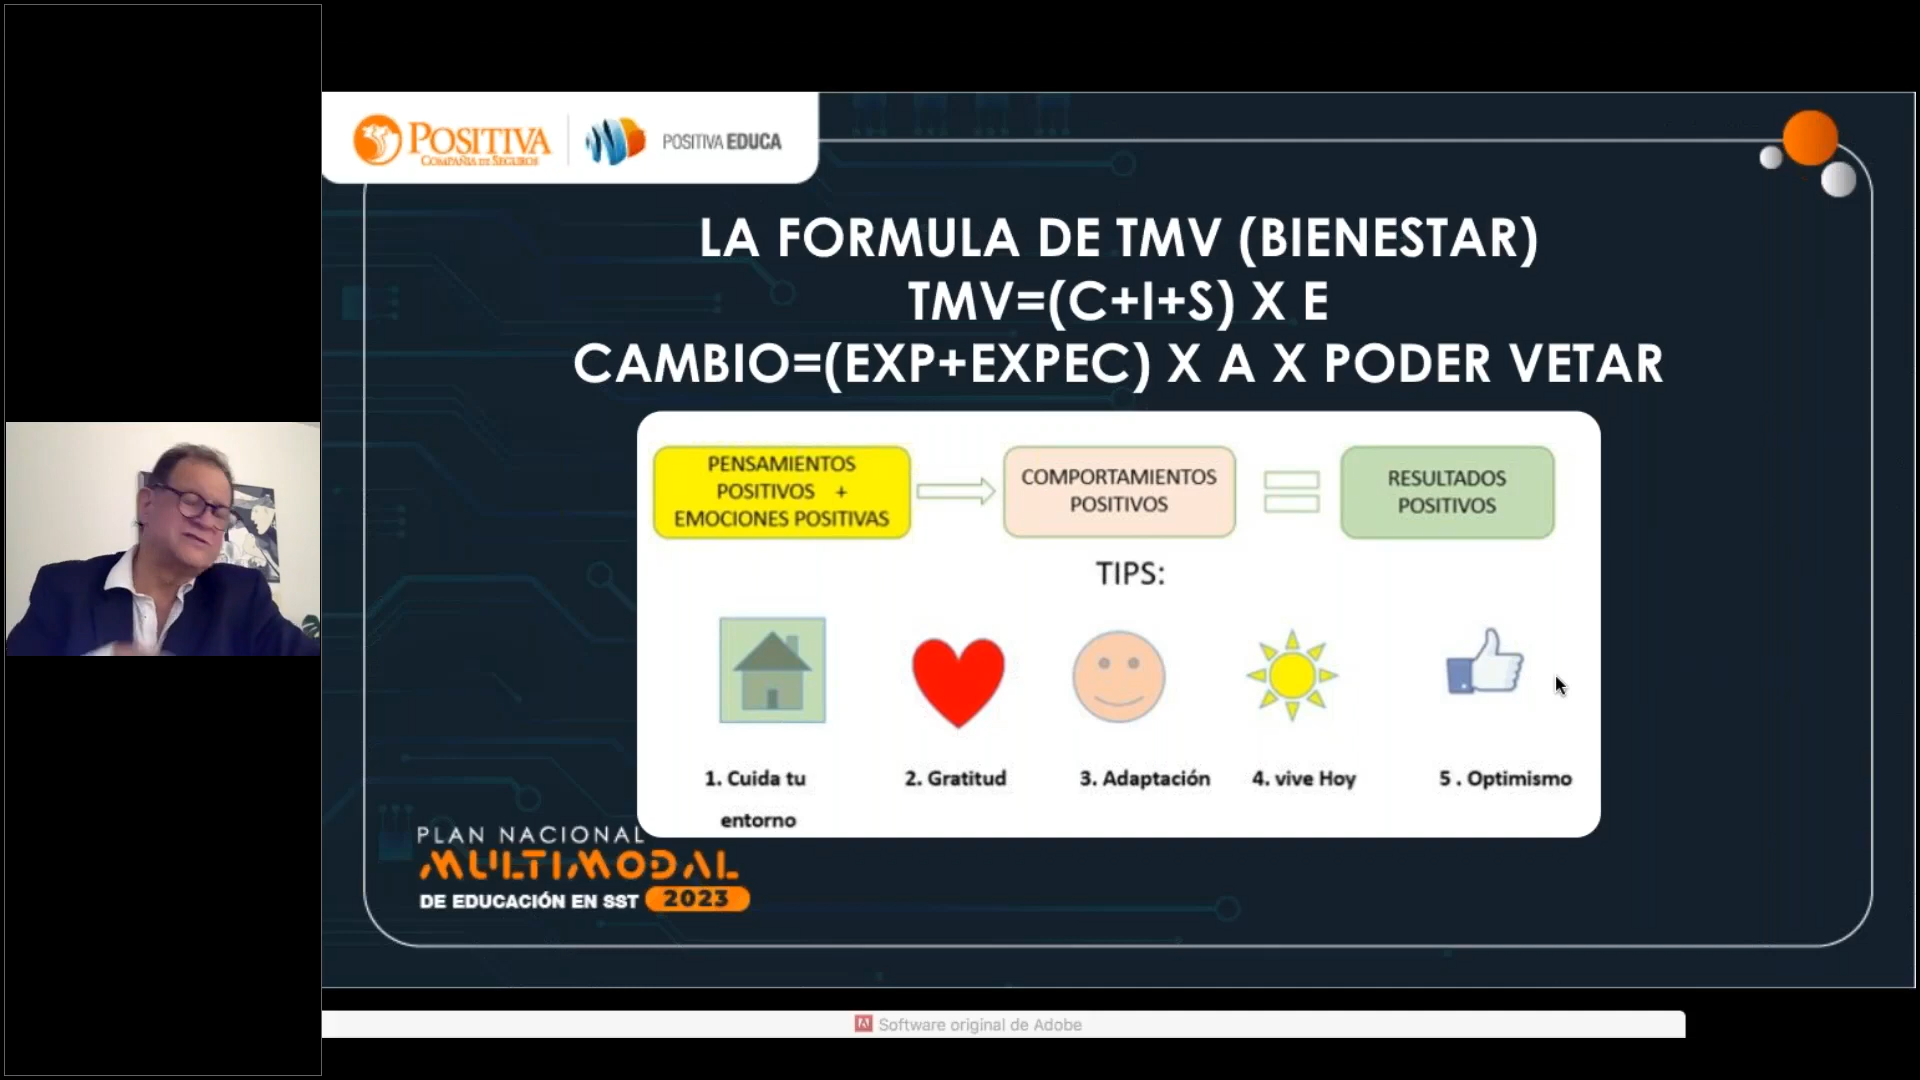 POSITIVA
COMPAÑIA DE SEGUROS
POSITIVA EDUCA
LA FORMULA DE TMV (BIENESTAR)
TMV=(C+I+S) X E
CAMBIO=(EXP+EXPEC) X A X PODER VETAR
PENSAMIENTOS
POSITIVOS +
EMOCIONES POSITIVAS
COMPORTAMIENTOS
POSITIVOS
RESULTADOS
POSITIVOS
TIPS:
1. Cuida tu
entorno
2. Gratitud
3. Adaptación
4. vive Hoy
5 . Optimismo
PLAN NACIONAL
MULTIMODAL
DE EDUCACIÓN EN SST 2023
Software original de Adobe